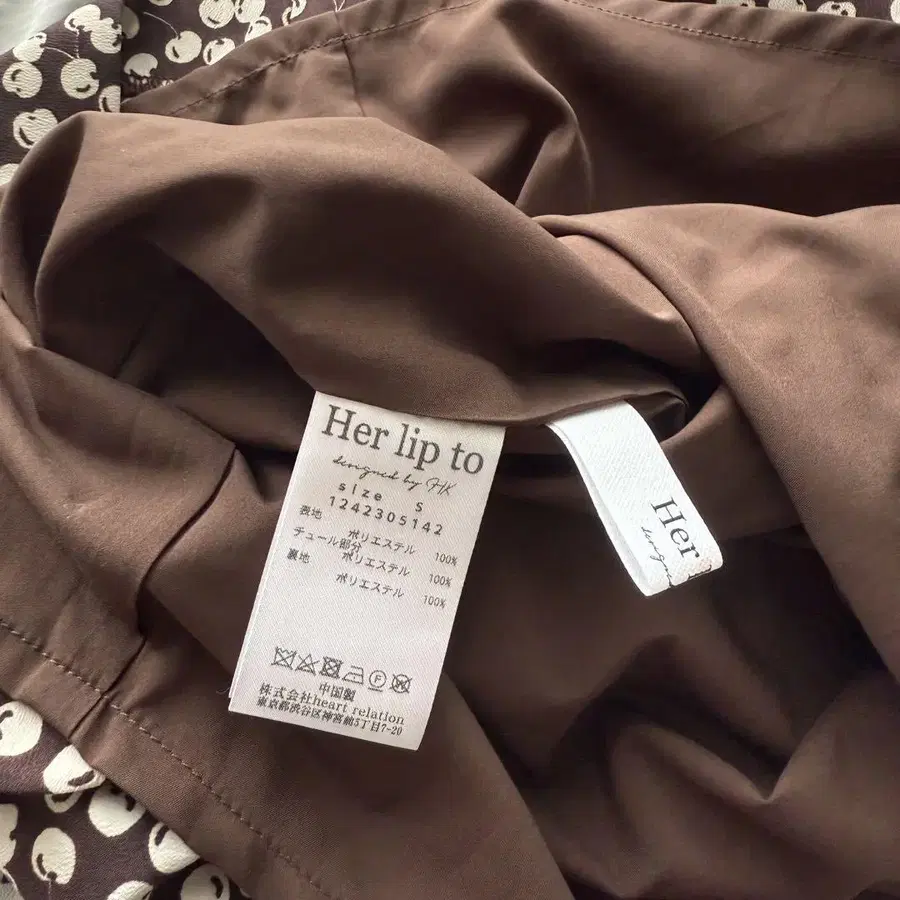 Her lip to
designed by HK
size S
1242305142
表地 ポリエステル 100%
チュール部分 ポリエステル 100%
裏地 ポリエステル 100%
F
中国製
株式会社heart relation
東京都渋谷区神宮前5丁目7-20
Her
design